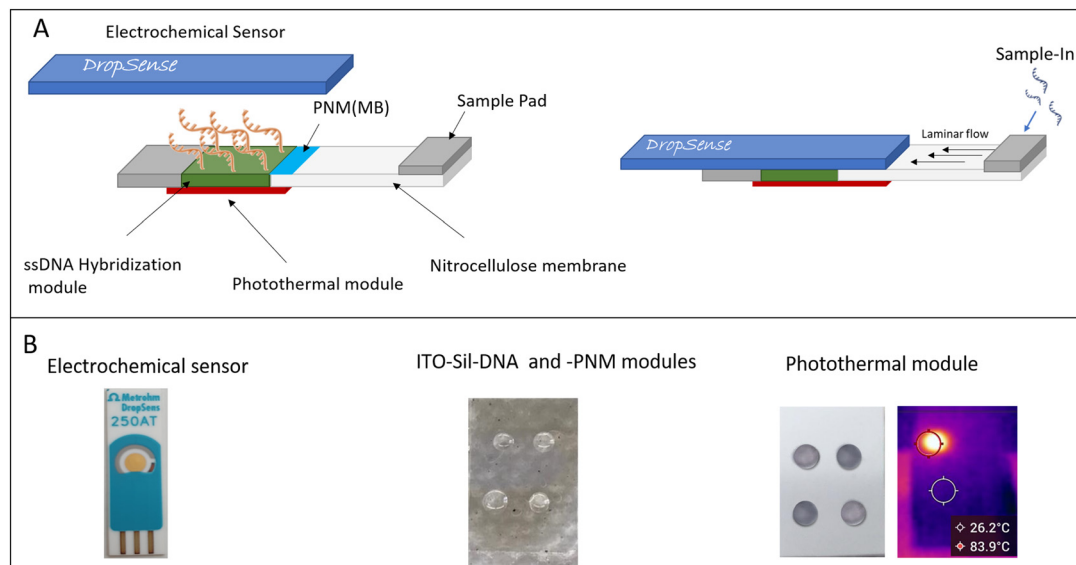 A
Electrochemical Sensor
DropSense
PNM(MB)
Sample Pad
ssDNA Hybridization
module
Photothermal module
Nitrocellulose membrane
Sample-In
Laminar flow
DropSense
B
Electrochemical sensor
Metrohm
DropSens
250AT
ITO-Sil-DNA and -PNM modules
Photothermal module
26.2°C
83.9°C